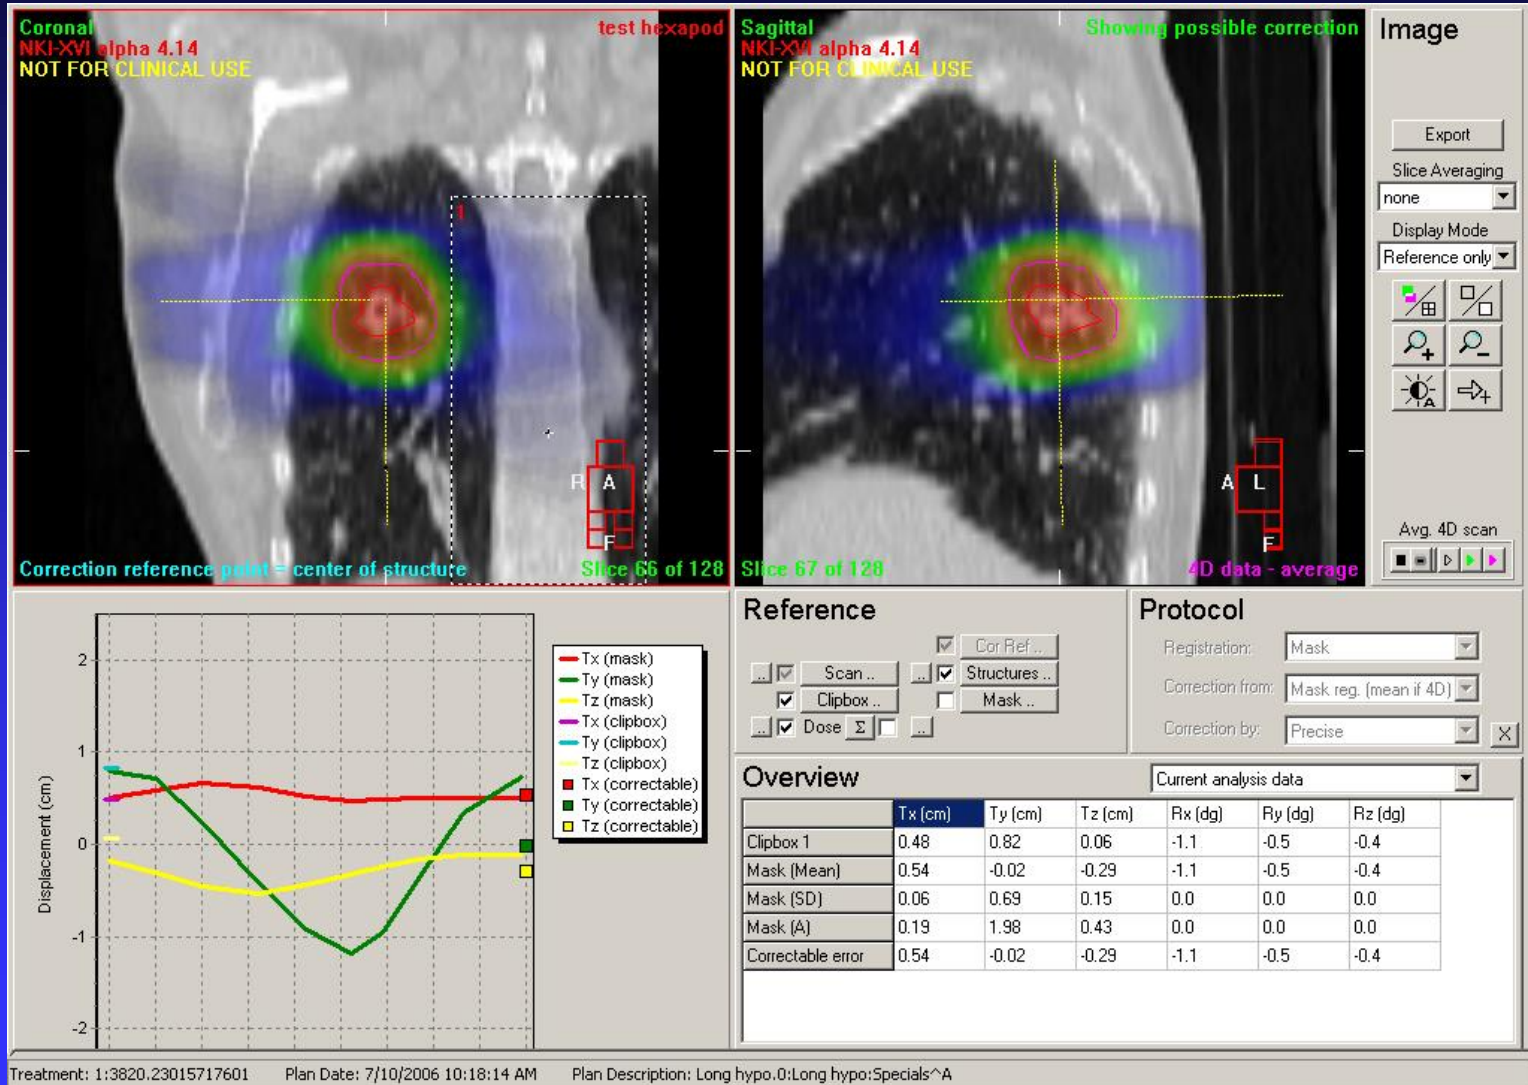 Coronal
test hexapod
NKI-XVI alpha 4.14
NOT FOR CLINICAL USE
1
R A
F
Correction reference point = center of structure
Slice 66 of 128
Sagittal
Showing possible correction
NKI-XVI alpha 4.14
NOT FOR CLINICAL USE
A L
F
Slice 67 of 128
4D data - average
Image
Export
Slice Averaging
none
Display Mode
Reference only
A
Avg. 4D scan
Displacement (cm)
2
1
0
-1
-2
Tx (mask)
Ty (mask)
Tz (mask)
Tx (clipbox)
Ty (clipbox)
Tz (clipbox)
Tx (correctable)
Ty (correctable)
Tz (correctable)
Reference
Cor Ref ..
.. Scan .. .. Structures ..
Clipbox .. Mask ..
.. Dose Σ ..
Protocol
Registration: Mask
Correction from: Mask reg. (mean if 4D)
Correction by: Precise X
Overview
Current analysis data
Tx (cm) Ty (cm) Tz (cm) Rx (dg) Ry (dg) Rz (dg)
Clipbox 1 0.48 0.82 0.06 -1.1 -0.5 -0.4
Mask (Mean) 0.54 -0.02 -0.29 -1.1 -0.5 -0.4
Mask (SD) 0.06 0.69 0.15 0.0 0.0 0.0
Mask (A) 0.19 1.98 0.43 0.0 0.0 0.0
Correctable error 0.54 -0.02 -0.29 -1.1 -0.5 -0.4
Treatment: 1:3820.23015717601 Plan Date: 7/10/2006 10:18:14 AM Plan Description: Long hypo.0:Long hypo:Specials^A